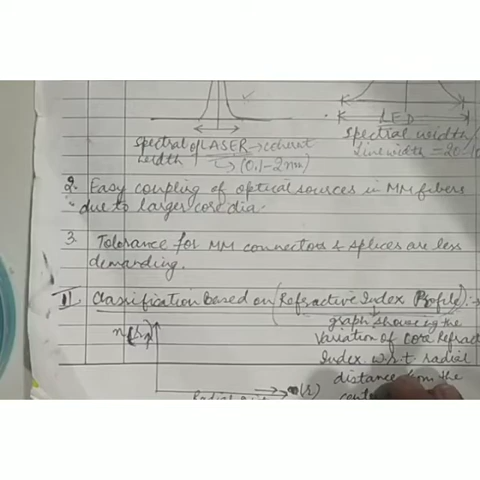 LED
spectral of LASER → coherent
width → (0.1-2nm)
spectral width/
line width = 20-
2. Easy coupling of optical sources in MM fibers
∴ due to larger core dia.
3. Tolerance for MM connectors & splices are less
demanding.
II. Classification Based on (Refractive Index Profile) :→
graph showing the
variation of core Refract
Index w.r.t. radial
distance from the
n(r)
(r)